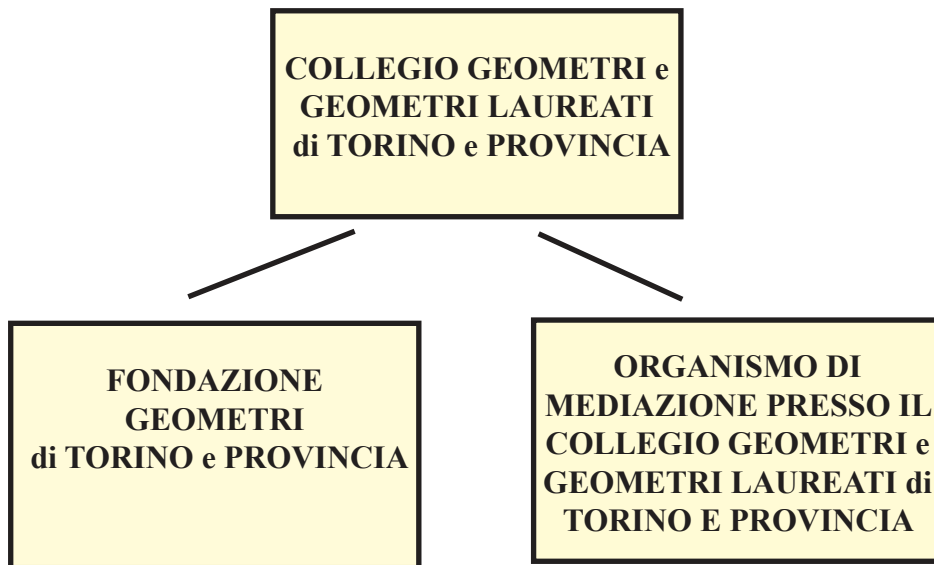 COLLEGIO GEOMETRI e
GEOMETRI LAUREATI
di TORINO e PROVINCIA
FONDAZIONE
GEOMETRI
di TORINO e PROVINCIA
ORGANISMO DI
MEDIAZIONE PRESSO IL
COLLEGIO GEOMETRI e
GEOMETRI LAUREATI di
TORINO E PROVINCIA